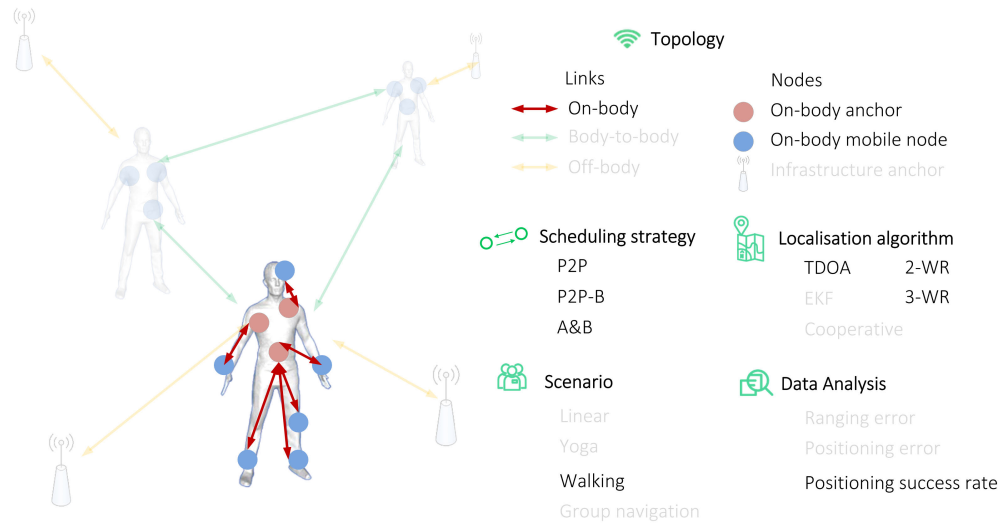 Topology
Links
On-body
Body-to-body
Off-body
Nodes
On-body anchor
On-body mobile node
Infrastructure anchor
Scheduling strategy
P2P
P2P-B
A&B
Localisation algorithm
TDOA 2-WR
EKF 3-WR
Cooperative
Scenario
Linear
Yoga
Walking
Group navigation
Data Analysis
Ranging error
Positioning error
Positioning success rate